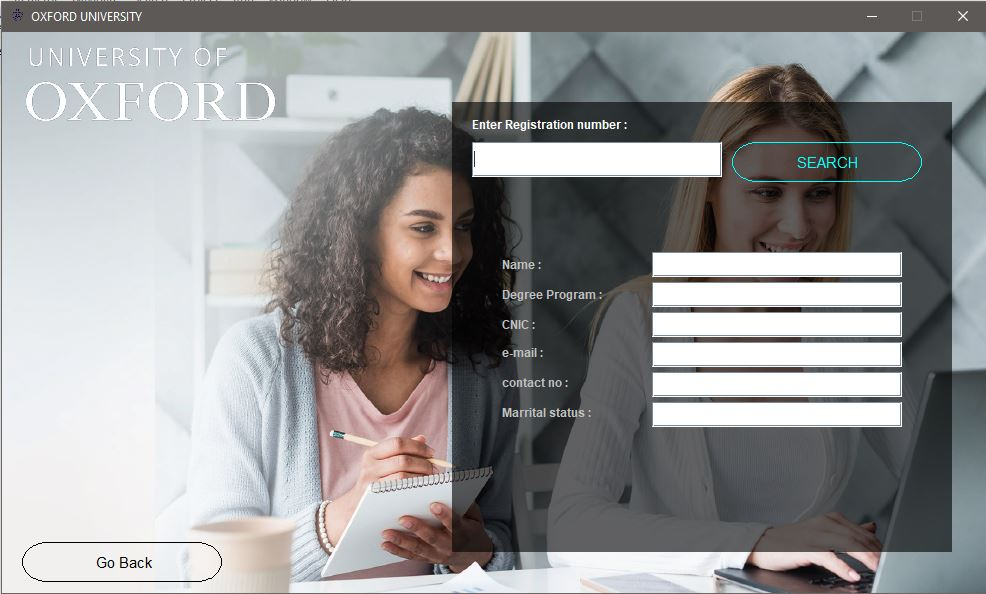 OXFORD UNIVERSITY
UNIVERSITY OF
OXFORD
Enter Registration number :
SEARCH
Name :
Degree Program :
CNIC :
e-mail :
contact no :
Marrital status :
Go Back